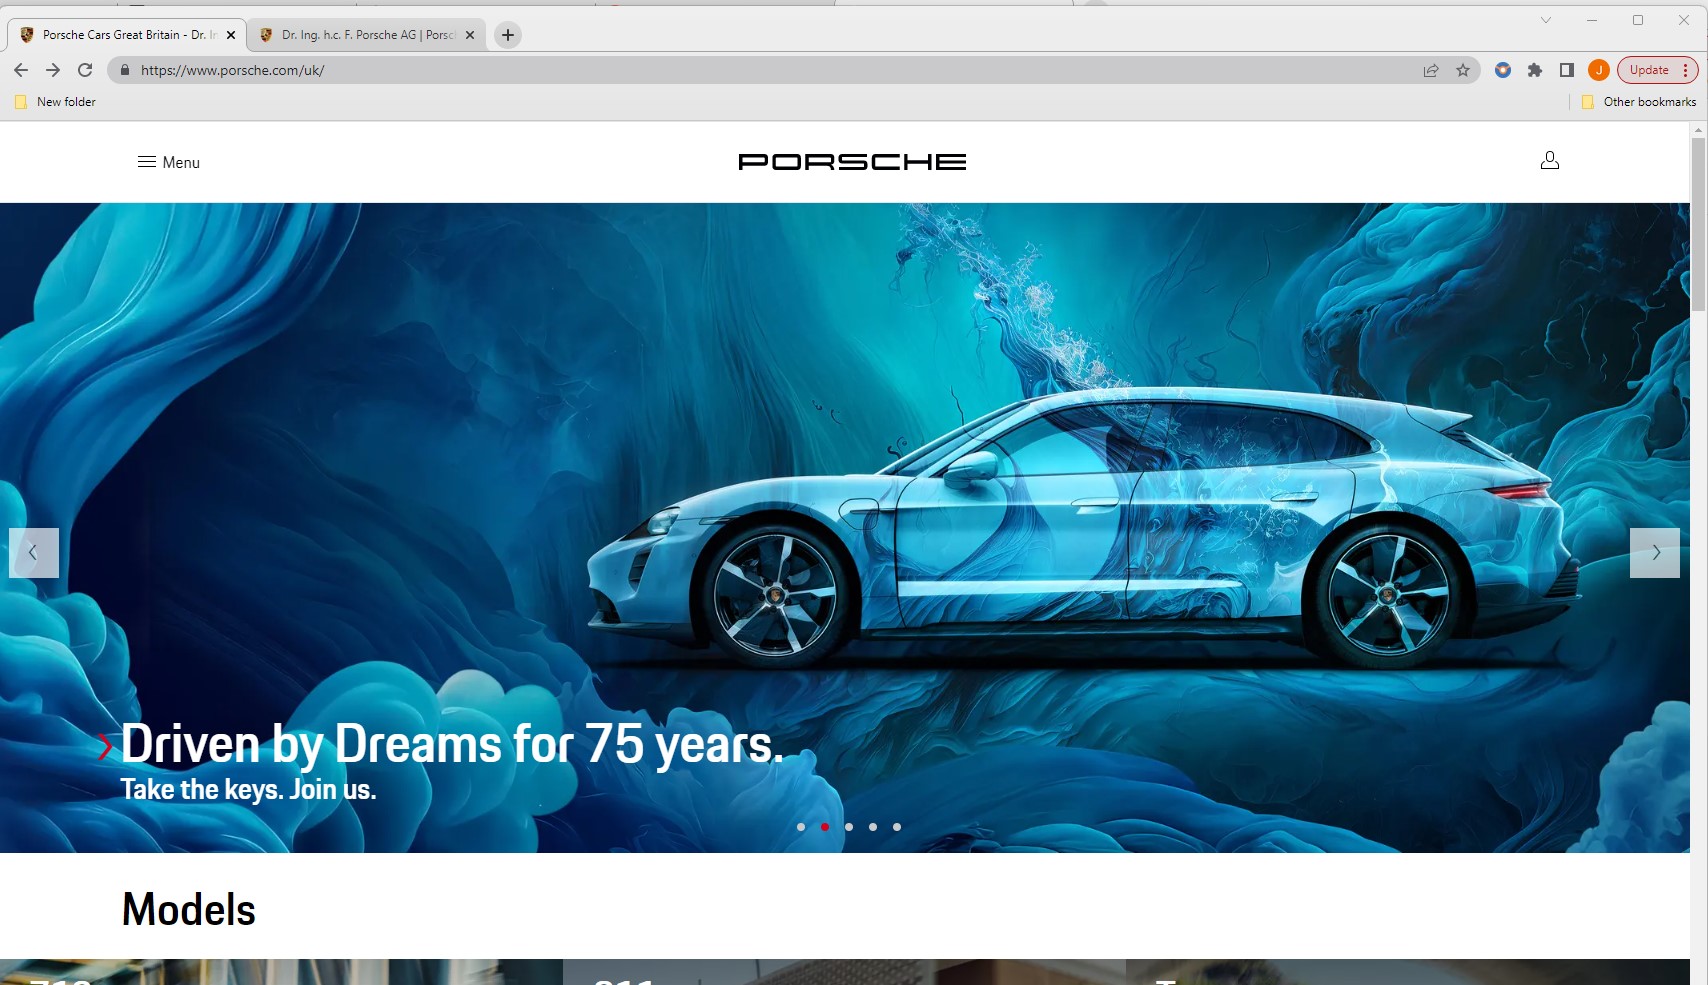 Porsche Cars Great Britain - Dr. In
Dr. Ing. h.c. F. Porsche AG | Porsc
https://www.porsche.com/uk/
J
Update
New folder
Other bookmarks
Menu
PORSCHE
Driven by Dreams for 75 years.
Take the keys. Join us.
Models